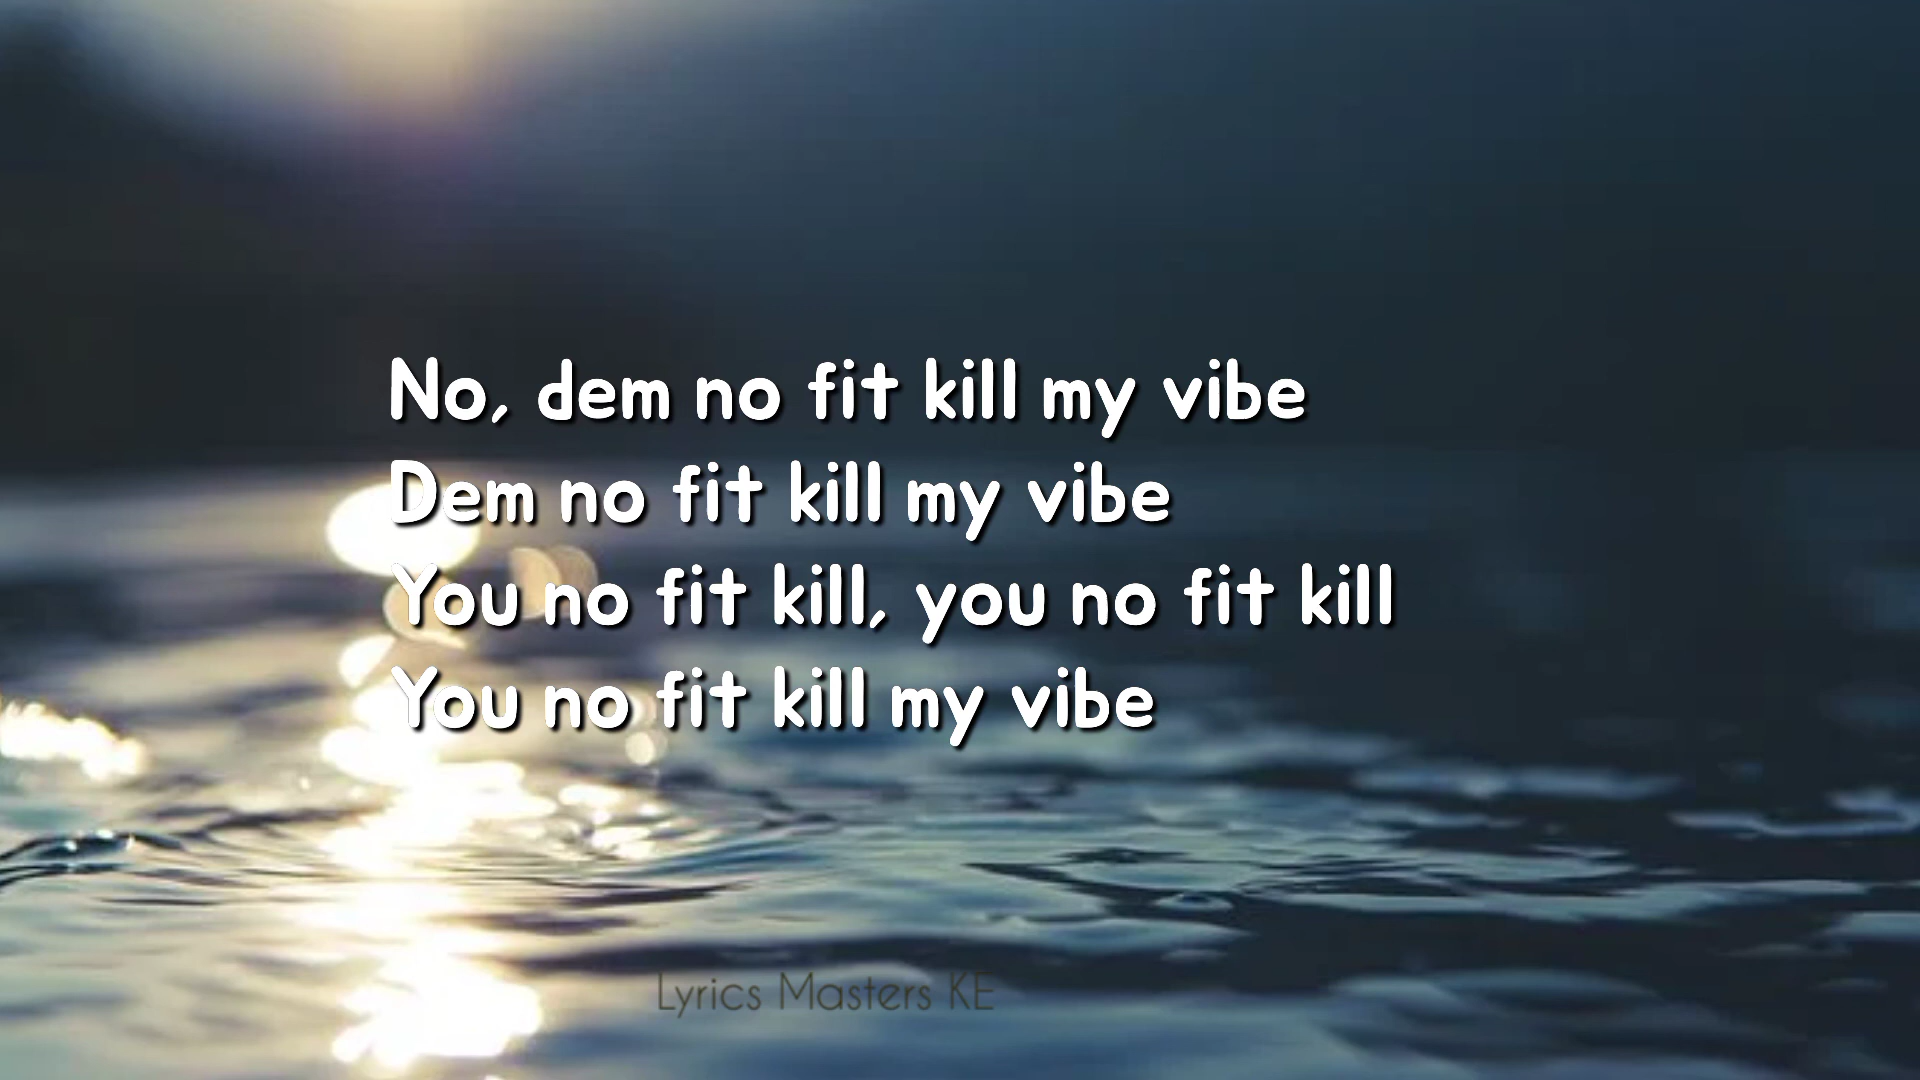 No, dem no fit kill my vibe
Dem no fit kill my vibe
You no fit kill, you no fit kill
You no fit kill my vibe
Lyrics Masters KE